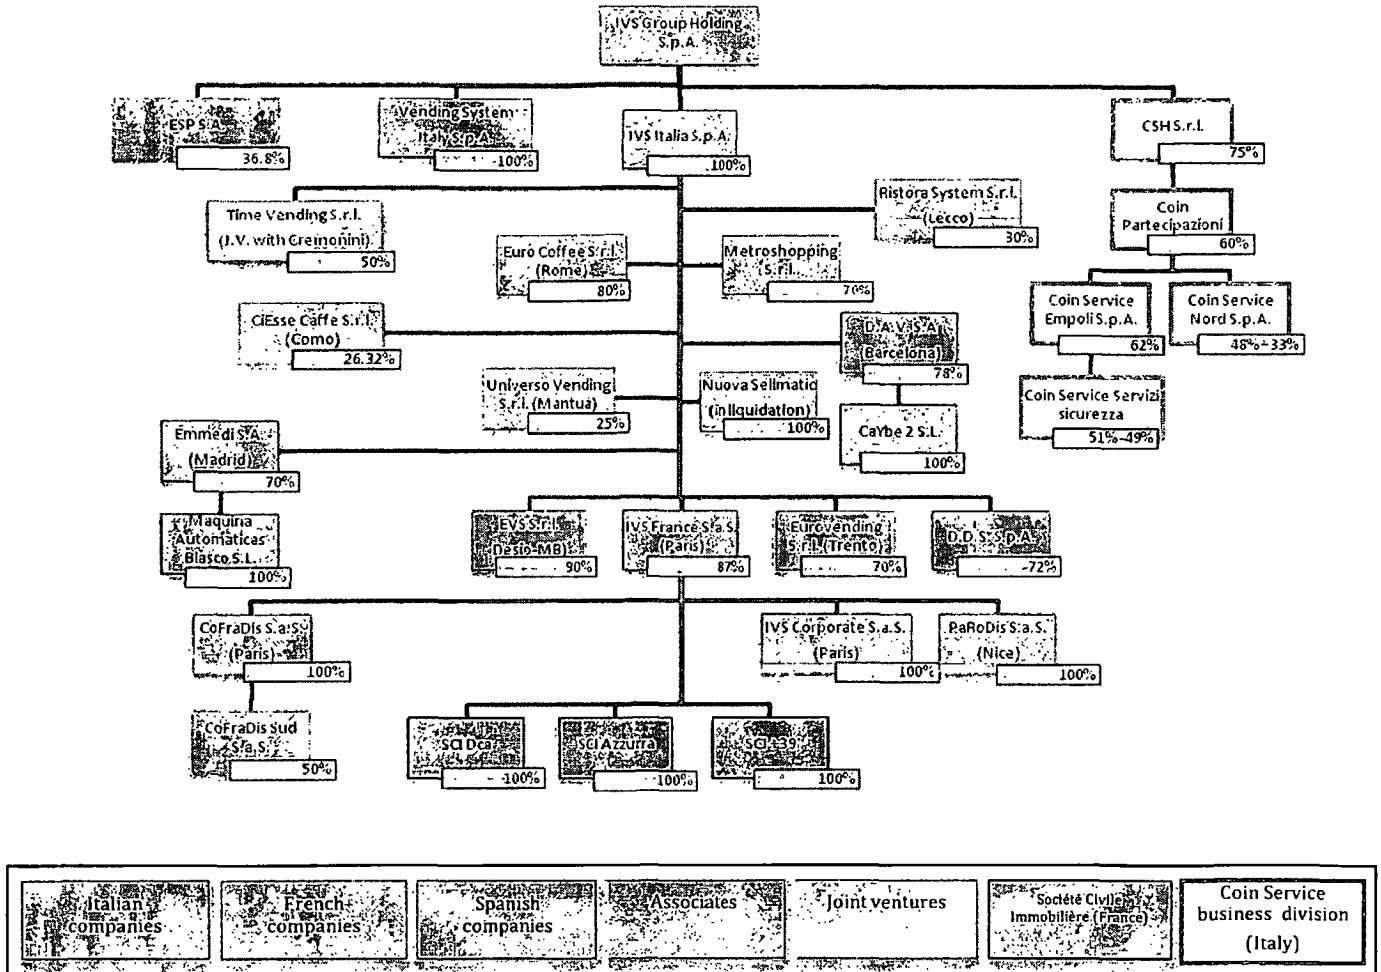 IVS Group Holding
S.p.A.
ESP S.A.
36.8%
Vending System
Italy S.p.A.
100%
IVS Italia S.p.A.
100%
CSH S.r.l.
75%
Time Vending S.r.l.
(J.V. with Cremonini)
50%
Ristora System S.r.l.
(Lecco)
30%
Coin
Partecipazioni
60%
Euro Coffee S.r.l.
(Rome)
80%
Metroshopping
S.r.l.
70%
CiEsse Caffe S.r.l.
(Como)
26.32%
D.A.V. S.A.
(Barcelona)
78%
Coin Service
Empoli S.p.A.
62%
Coin Service
Nord S.p.A.
48%-33%
Universo Vending
S.r.l. (Mantua)
25%
Nuova Sellmatic
(in liquidation)
100%
CaYbe 2 S.L.
100%
Coin Service Servizi
sicurezza
51%-49%
Emmedi S.A.
(Madrid)
70%
Maquina
Automaticas
Blasco S.L.
100%
EVS S.r.l.
Desio-MB)
90%
IVS France S.a.S.
(Paris)
87%
Eurovending
S.r.l. (Trento)
70%
D.D.S. S.p.A.
72%
CoFraDis S.a.S.
(Paris)
100%
IVS Corporate S.a.S.
(Paris)
100%
PaRoDis S.a.S.
(Nice)
100%
CoFraDis Sud
S.a.S.
50%
SCI Dca
100%
SCI Azzurra
100%
SCI 39
100%
Italian
companies
French
companies
Spanish
companies
Associates
Joint ventures
Société Civile
Immobilière (France)
Coin Service
business division
(Italy)